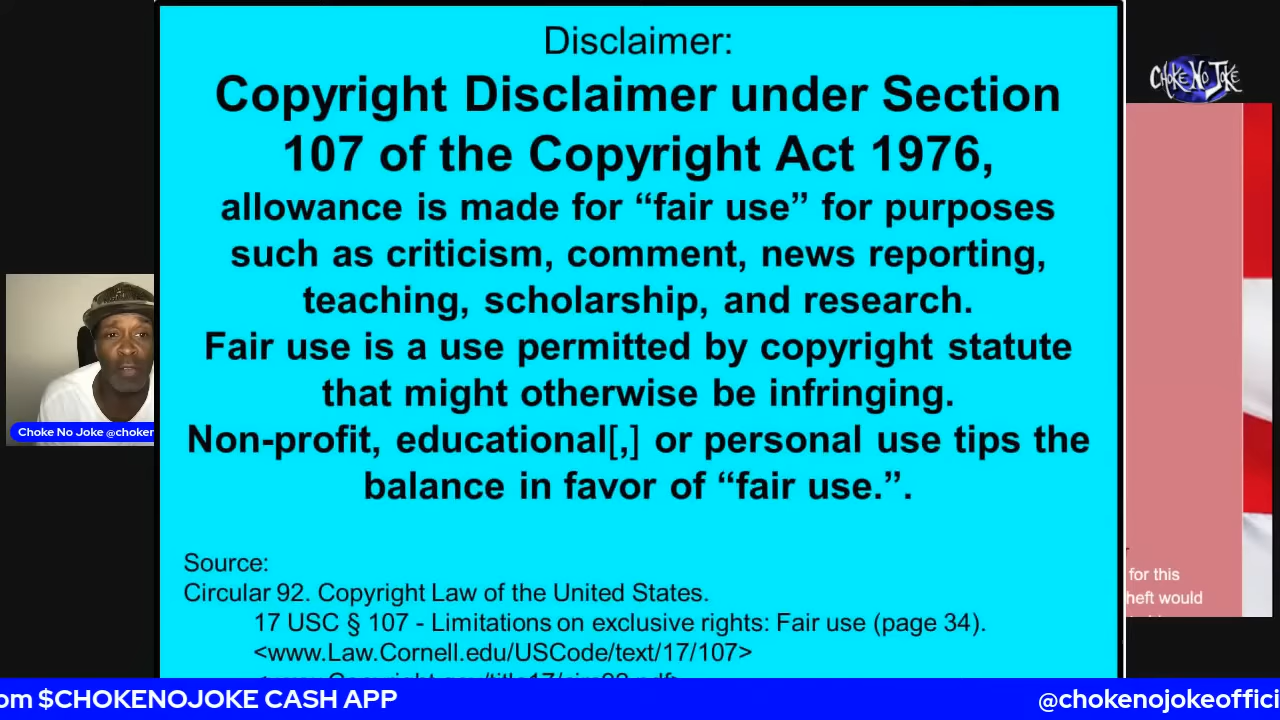 Disclaimer:
Copyright Disclaimer under Section
107 of the Copyright Act 1976,
allowance is made for “fair use” for purposes
such as criticism, comment, news reporting,
teaching, scholarship, and research.
Fair use is a use permitted by copyright statute
that might otherwise be infringing.
Non-profit, educational[,] or personal use tips the
balance in favor of “fair use.”.
Source:
Circular 92. Copyright Law of the United States.
17 USC § 107 - Limitations on exclusive rights: Fair use (page 34).
<www.Law.Cornell.edu/USCode/text/17/107>
CHOKE NO JOKE
for this
heft would
Choke No Joke @choken
om $CHOKENOJOKE CASH APP
@chokenojokeoffici